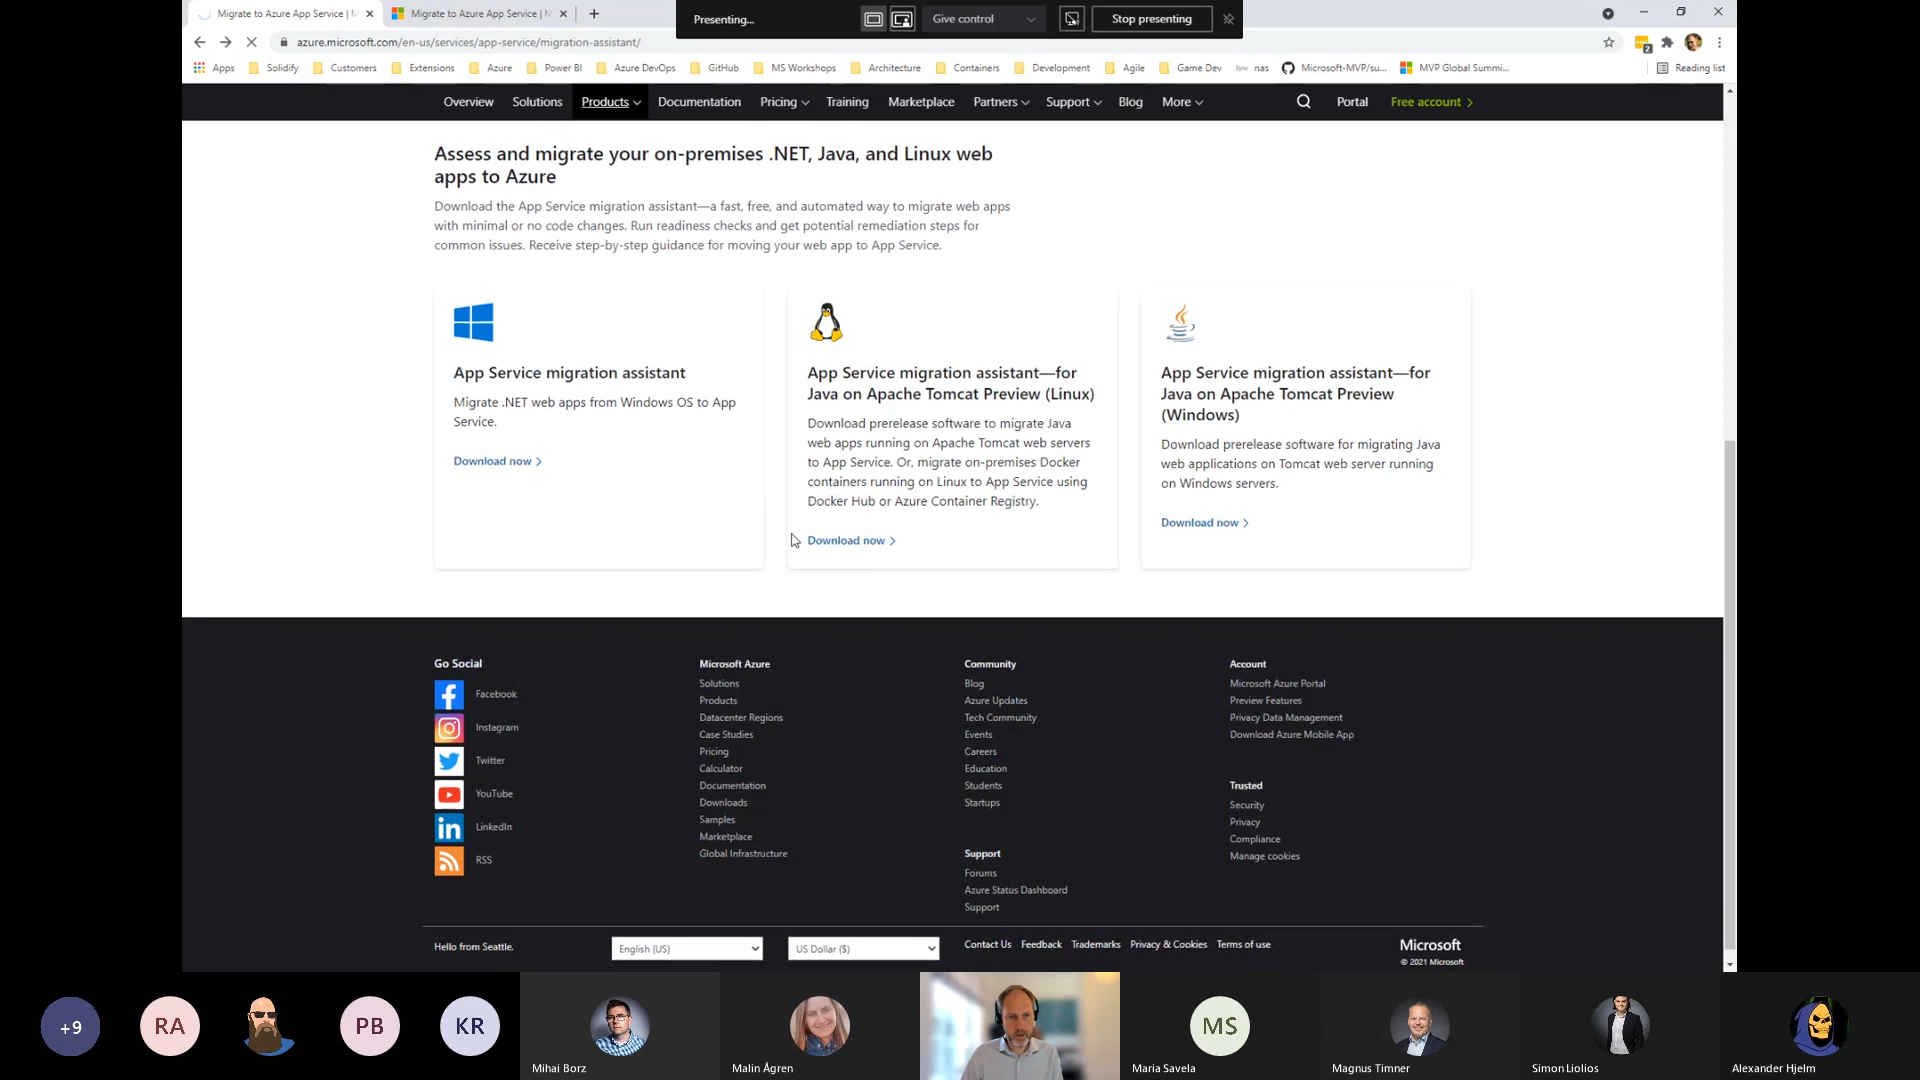 Migrate to Azure App Service | M
Migrate to Azure App Service | M
Presenting...
Give control
Stop presenting
azure.microsoft.com/en-us/services/app-service/migration-assistant/
2
Apps
Solidify
Customers
Extensions
Azure
Power BI
Azure DevOps
GitHub
MS Workshops
Architecture
Containers
Development
Agile
Game Dev
nas
Microsoft-MVP/su...
MVP Global Summi...
Reading list
Overview
Solutions
Products
Documentation
Pricing
Training
Marketplace
Partners
Support
Blog
More
Portal
Free account
Assess and migrate your on-premises .NET, Java, and Linux web
apps to Azure
Download the App Service migration assistant—a fast, free, and automated way to migrate web apps
with minimal or no code changes. Run readiness checks and get potential remediation steps for
common issues. Receive step-by-step guidance for moving your web app to App Service.
App Service migration assistant
Migrate .NET web apps from Windows OS to App
Service.
Download now
App Service migration assistant—for
Java on Apache Tomcat Preview (Linux)
Download prerelease software to migrate Java
web apps running on Apache Tomcat web servers
to App Service. Or, migrate on-premises Docker
containers running on Linux to App Service using
Docker Hub or Azure Container Registry.
Download now
App Service migration assistant—for
Java on Apache Tomcat Preview
(Windows)
Download prerelease software for migrating Java
web applications on Tomcat web server running
on Windows servers.
Download now
Go Social
Facebook
Instagram
Twitter
YouTube
LinkedIn
RSS
Microsoft Azure
Solutions
Products
Datacenter Regions
Case Studies
Pricing
Calculator
Documentation
Downloads
Samples
Marketplace
Global Infrastructure
Community
Blog
Azure Updates
Tech Community
Events
Careers
Education
Students
Startups
Support
Forums
Azure Status Dashboard
Support
Account
Microsoft Azure Portal
Preview Features
Privacy Data Management
Download Azure Mobile App
Trusted
Security
Privacy
Compliance
Manage cookies
Hello from Seattle.
English (US)
US Dollar ($)
Contact Us
Feedback
Trademarks
Privacy & Cookies
Terms of use
Microsoft
© 2021 Microsoft
+9
RA
PB
KR
MS
Mihai Borz
Malin Ågren
Maria Savela
Magnus Timner
Simon Liolios
Alexander Hjelm